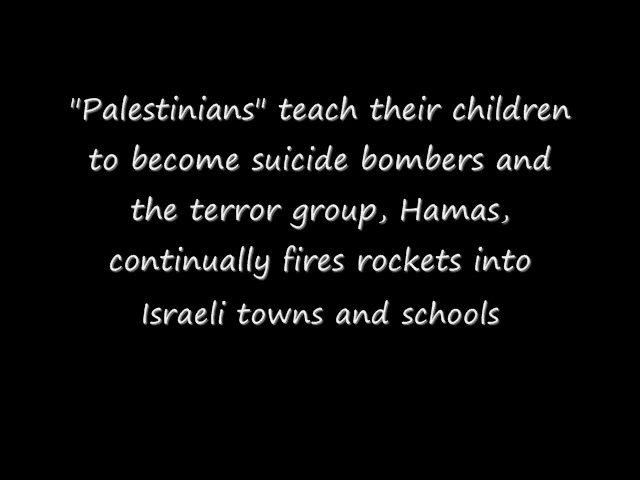 "Palestinians" teach their children
to become suicide bombers and
the terror group, Hamas,
continually fires rockets into
Israeli towns and schools